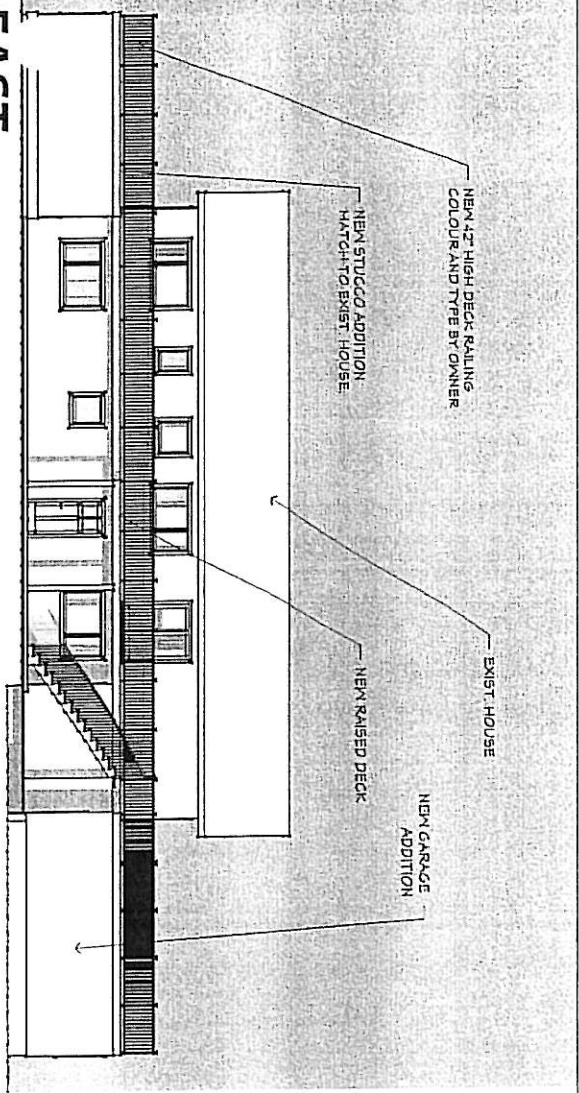 NEW 42" HIGH DECK RAILING
COLOUR AND TYPE BY OWNER
NEW STUCCO ADDITION
MATCH TO EXIST. HOUSE.
EXIST. HOUSE
NEW RAISED DECK
NEW GARAGE
ADDITION
EAST